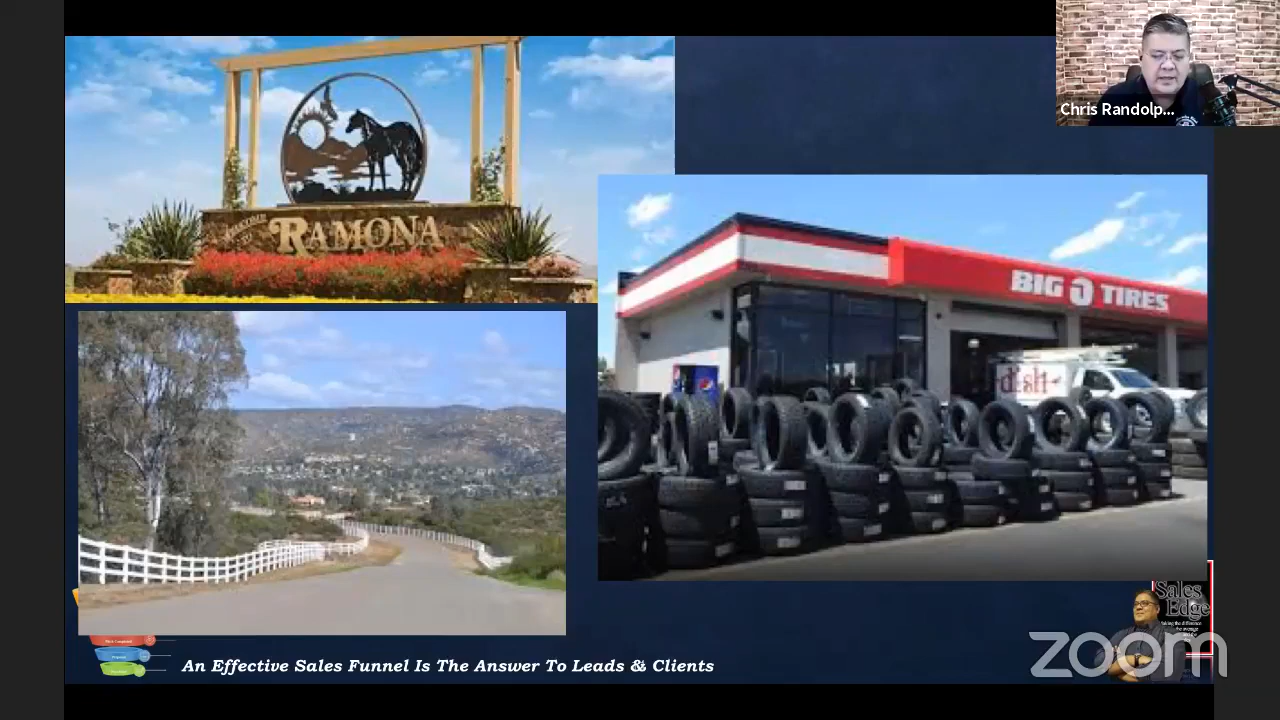 Chris Randolp...
RAMONA
BIG O TIRES
dish
An Effective Sales Funnel Is The Answer To Leads & Clients
Sales
Edge
zoom